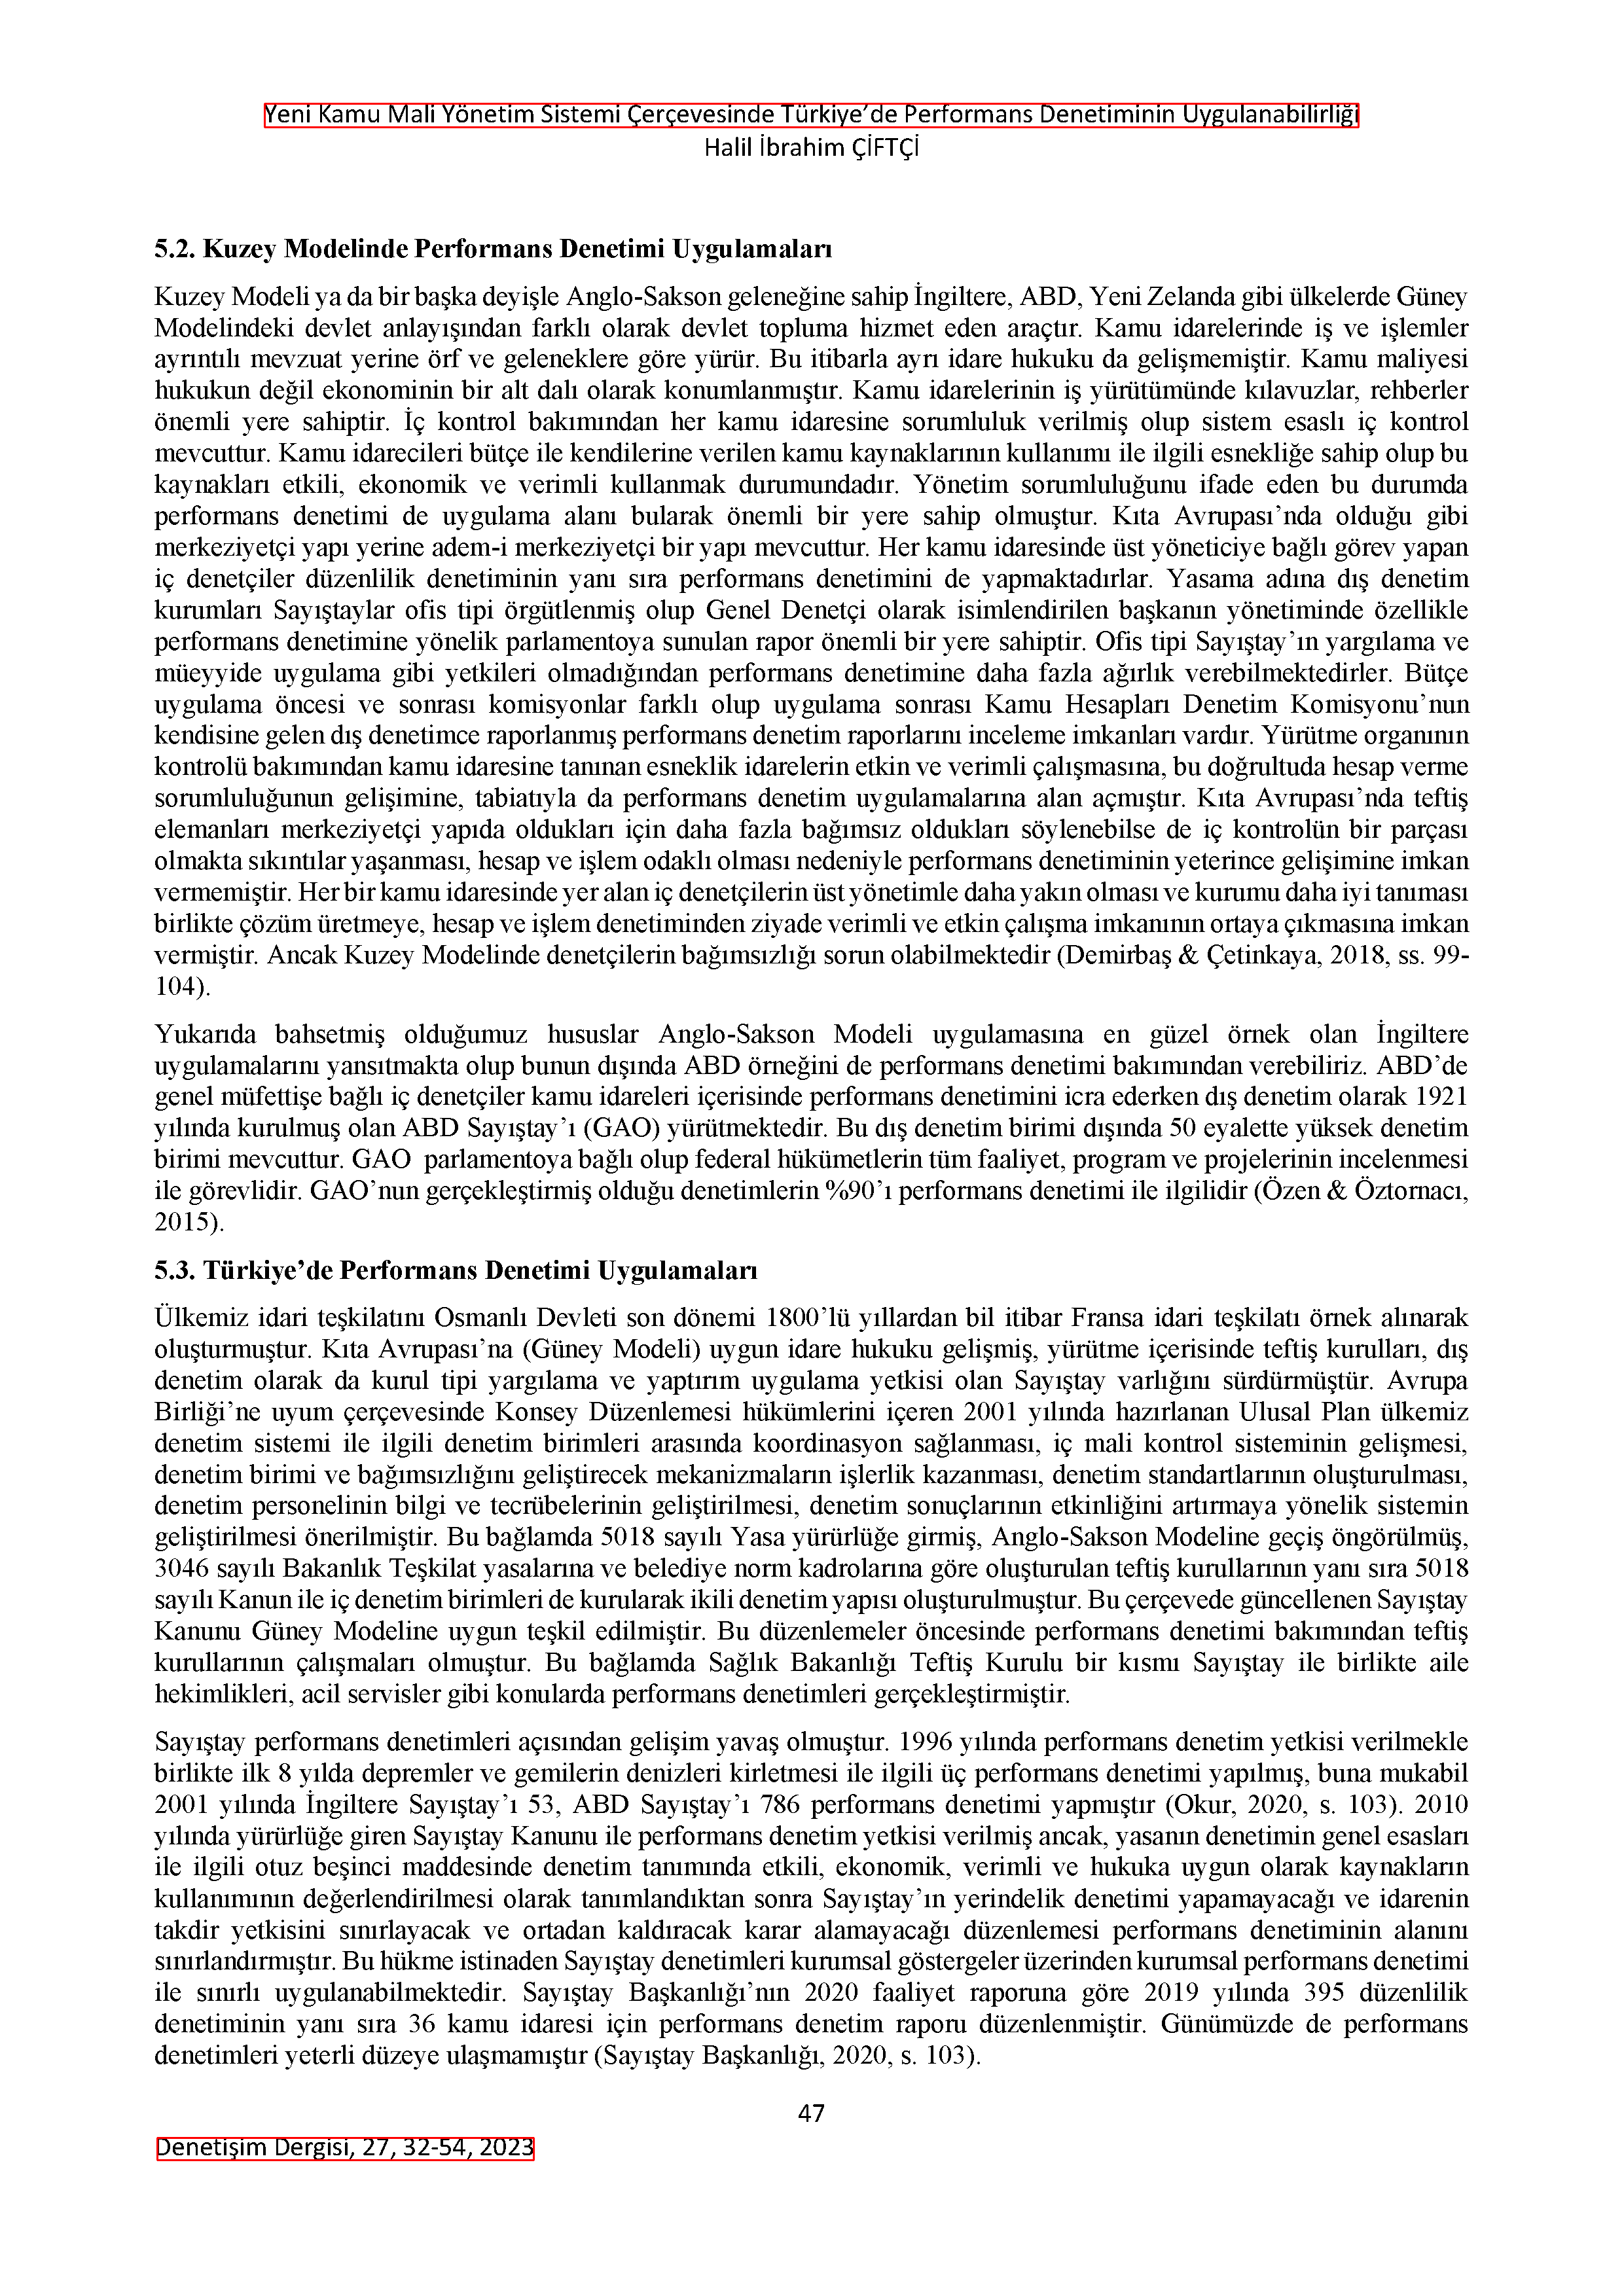 Yeni Kamu Mali Yönetim Sistemi Çerçevesinde Türkiye’de Performans Denetiminin Uygulanabilirliği
Halil İbrahim ÇİFTÇİ
5.2. Kuzey Modelinde Performans Denetimi Uygulamaları
Kuzey Modeli ya da bir başka deyişle Anglo-Sakson geleneğine sahip İngiltere, ABD, Yeni Zelanda gibi ülkelerde Güney
Modelindeki devlet anlayışından farklı olarak devlet topluma hizmet eden araçtır. Kamu idarelerinde iş ve işlemler
ayrıntılı mevzuat yerine örf ve geleneklere göre yürür. Bu itibarla ayrı idare hukuku da gelişmemiştir. Kamu maliyesi
hukukun değil ekonominin bir alt dalı olarak konumlanmıştır. Kamu idarelerinin iş yürütümünde kılavuzlar, rehberler
önemli yere sahiptir. İç kontrol bakımından her kamu idaresine sorumluluk verilmiş olup sistem esaslı iç kontrol
mevcuttur. Kamu idarecileri bütçe ile kendilerine verilen kamu kaynaklarının kullanımı ile ilgili esnekliğe sahip olup bu
kaynakları etkili, ekonomik ve verimli kullanmak durumundadır. Yönetim sorumluluğunu ifade eden bu durumda
performans denetimi de uygulama alanı bularak önemli bir yere sahip olmuştur. Kıta Avrupası’nda olduğu gibi
merkeziyetçi yapı yerine adem-i merkeziyetçi bir yapı mevcuttur. Her kamu idaresinde üst yöneticiye bağlı görev yapan
iç denetçiler düzenlilik denetiminin yanı sıra performans denetimini de yapmaktadırlar. Yasama adına dış denetim
kurumları Sayıştaylar ofis tipi örgütlenmiş olup Genel Denetçi olarak isimlendirilen başkanın yönetiminde özellikle
performans denetimine yönelik parlamentoya sunulan rapor önemli bir yere sahiptir. Ofis tipi Sayıştay’ın yargılama ve
müeyyide uygulama gibi yetkileri olmadığından performans denetimine daha fazla ağırlık verebilmektedirler. Bütçe
uygulama öncesi ve sonrası komisyonlar farklı olup uygulama sonrası Kamu Hesapları Denetim Komisyonu’nun
kendisine gelen dış denetimce raporlanmış performans denetim raporlarını inceleme imkanları vardır. Yürütme organının
kontrolü bakımından kamu idaresine tanınan esneklik idarelerin etkin ve verimli çalışmasına, bu doğrultuda hesap verme
sorumluluğunun gelişimine, tabiatıyla da performans denetim uygulamalarına alan açmıştır. Kıta Avrupası’nda teftiş
elemanları merkeziyetçi yapıda oldukları için daha fazla bağımsız oldukları söylenebilse de iç kontrolün bir parçası
olmakta sıkıntılar yaşanması, hesap ve işlem odaklı olması nedeniyle performans denetiminin yeterince gelişimine imkan
vermemiştir. Her bir kamu idaresinde yer alan iç denetçilerin üst yönetimle daha yakın olması ve kurumu daha iyi tanıması
birlikte çözüm üretmeye, hesap ve işlem denetiminden ziyade verimli ve etkin çalışma imkanının ortaya çıkmasına imkan
vermiştir. Ancak Kuzey Modelinde denetçilerin bağımsızlığı sorun olabilmektedir (Demirbaş & Çetinkaya, 2018, ss. 99-
104).
Yukarıda bahsetmiş olduğumuz hususlar Anglo-Sakson Modeli uygulamasına en güzel örnek olan İngiltere
uygulamalarını yansıtmakta olup bunun dışında ABD örneğini de performans denetimi bakımından verebiliriz. ABD’de
genel müfettişe bağlı iç denetçiler kamu idareleri içerisinde performans denetimini icra ederken dış denetim olarak 1921
yılında kurulmuş olan ABD Sayıştay’ı (GAO) yürütmektedir. Bu dış denetim birimi dışında 50 eyalette yüksek denetim
birimi mevcuttur. GAO  parlamentoya bağlı olup federal hükümetlerin tüm faaliyet, program ve projelerinin incelenmesi
ile görevlidir. GAO’nun gerçekleştirmiş olduğu denetimlerin %90’ı performans denetimi ile ilgilidir (Özen & Öztornacı,
2015).
5.3. Türkiye’de Performans Denetimi Uygulamaları
Ülkemiz idari teşkilatını Osmanlı Devleti son dönemi 1800’lü yıllardan bil itibar Fransa idari teşkilatı örnek alınarak
oluşturmuştur. Kıta Avrupası’na (Güney Modeli) uygun idare hukuku gelişmiş, yürütme içerisinde teftiş kurulları, dış
denetim olarak da kurul tipi yargılama ve yaptırım uygulama yetkisi olan Sayıştay varlığını sürdürmüştür. Avrupa
Birliği’ne uyum çerçevesinde Konsey Düzenlemesi hükümlerini içeren 2001 yılında hazırlanan Ulusal Plan ülkemiz
denetim sistemi ile ilgili denetim birimleri arasında koordinasyon sağlanması, iç mali kontrol sisteminin gelişmesi,
denetim birimi ve bağımsızlığını geliştirecek mekanizmaların işlerlik kazanması, denetim standartlarının oluşturulması,
denetim personelinin bilgi ve tecrübelerinin geliştirilmesi, denetim sonuçlarının etkinliğini artırmaya yönelik sistemin
geliştirilmesi önerilmiştir. Bu bağlamda 5018 sayılı Yasa yürürlüğe girmiş, Anglo-Sakson Modeline geçiş öngörülmüş,
3046 sayılı Bakanlık Teşkilat yasalarına ve belediye norm kadrolarına göre oluşturulan teftiş kurullarının yanı sıra 5018
sayılı Kanun ile iç denetim birimleri de kurularak ikili denetim yapısı oluşturulmuştur. Bu çerçevede güncellenen Sayıştay
Kanunu Güney Modeline uygun teşkil edilmiştir. Bu düzenlemeler öncesinde performans denetimi bakımından teftiş
kurullarının çalışmaları olmuştur. Bu bağlamda Sağlık Bakanlığı Teftiş Kurulu bir kısmı Sayıştay ile birlikte aile
hekimlikleri, acil servisler gibi konularda performans denetimleri gerçekleştirmiştir.
Sayıştay performans denetimleri açısından gelişim yavaş olmuştur. 1996 yılında performans denetim yetkisi verilmekle
birlikte ilk 8 yılda depremler ve gemilerin denizleri kirletmesi ile ilgili üç performans denetimi yapılmış, buna mukabil
2001 yılında İngiltere Sayıştay’ı 53, ABD Sayıştay’ı 786 performans denetimi yapmıştır (Okur, 2020, s. 103). 2010
yılında yürürlüğe giren Sayıştay Kanunu ile performans denetim yetkisi verilmiş ancak, yasanın denetimin genel esasları
ile ilgili otuz beşinci maddesinde denetim tanımında etkili, ekonomik, verimli ve hukuka uygun olarak kaynakların
kullanımının değerlendirilmesi olarak tanımlandıktan sonra Sayıştay’ın yerindelik denetimi yapamayacağı ve idarenin
takdir yetkisini sınırlayacak ve ortadan kaldıracak karar alamayacağı düzenlemesi performans denetiminin alanını
sınırlandırmıştır. Bu hükme istinaden Sayıştay denetimleri kurumsal göstergeler üzerinden kurumsal performans denetimi
ile sınırlı uygulanabilmektedir. Sayıştay Başkanlığı’nın 2020 faaliyet raporuna göre 2019 yılında 395 düzenlilik
denetiminin yanı sıra 36 kamu idaresi için performans denetim raporu düzenlenmiştir. Günümüzde de performans
denetimleri yeterli düzeye ulaşmamıştır (Sayıştay Başkanlığı, 2020, s. 103).
47
Denetişim Dergisi, 27, 32-54, 2023